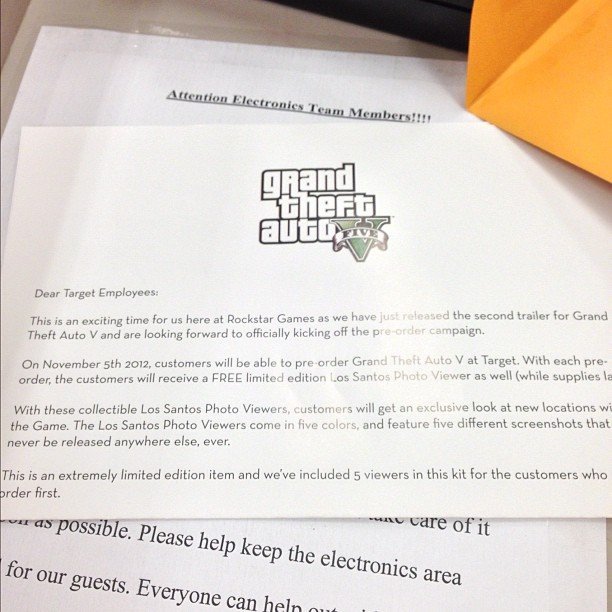 Attention Electronics Team Members!!!!
grand
theft
auto V
FIVE
Dear Target Employees:
This is an exciting time for us here at Rockstar Games as we have just released the second trailer for Grand
Theft Auto V and are looking forward to officially kicking off the pre-order campaign.
On November 5th 2012, customers will be able to pre-order Grand Theft Auto V at Target. With each pre-
order, the customers will receive a FREE limited edition Los Santos Photo Viewer as well (while supplies la
With these collectible Los Santos Photo Viewers, customers will get an exclusive look at new locations wi
the Game. The Los Santos Photo Viewers come in five colors, and feature five different screenshots that
never be released anywhere else, ever.
This is an extremely limited edition item and we've included 5 viewers in this kit for the customers who
order first.
take care of it
as possible. Please help keep the electronics area
for our guests. Everyone can help